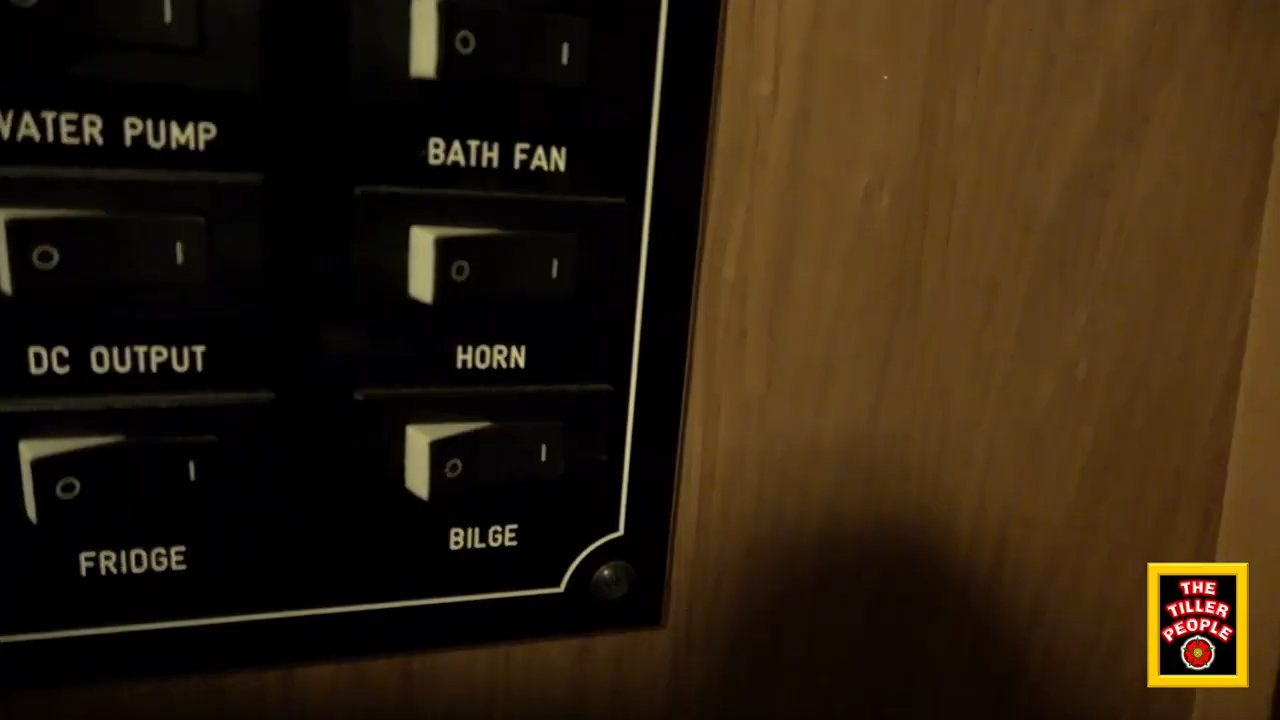 WATER PUMP
BATH FAN
DC OUTPUT
HORN
FRIDGE
BILGE
THE
TILLER
PEOPLE